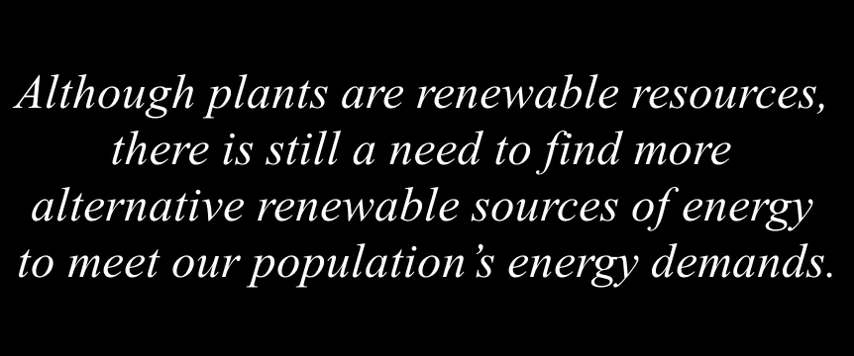 Although plants are renewable resources,
there is still a need to find more
alternative renewable sources of energy
to meet our population’s energy demands.